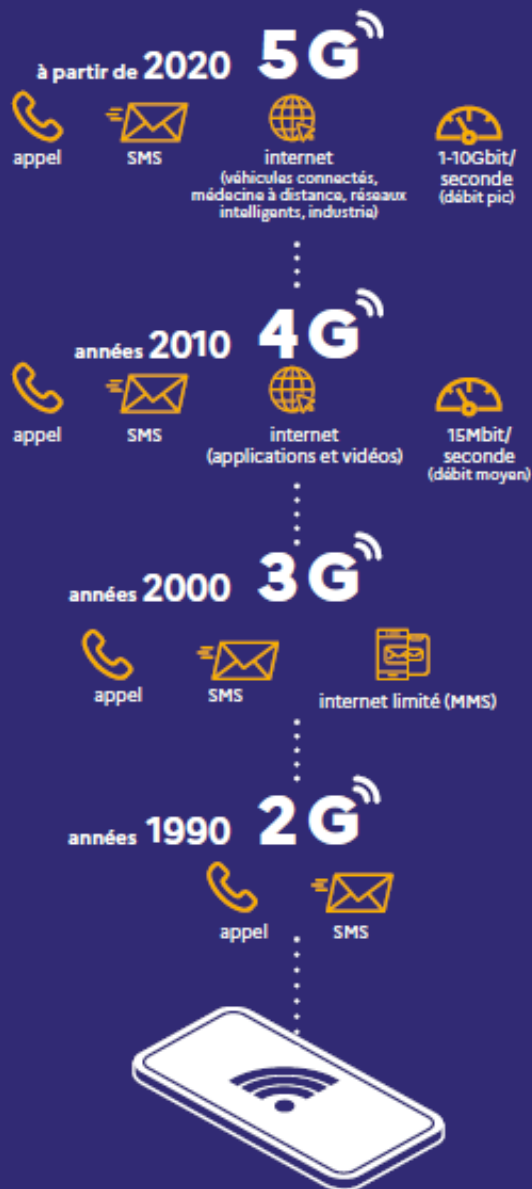 à partir de 2020 5G
appel SMS internet 1-10Gbit/
(véhicules connectés, seconde
médecine à distance, réseaux (débit pic)
intelligents, industrie)
années 2010 4G
appel SMS internet 15Mbit/
(applications et vidéos) seconde
(débit moyen)
années 2000 3G
appel SMS internet limité (MMS)
années 1990 2G
appel SMS